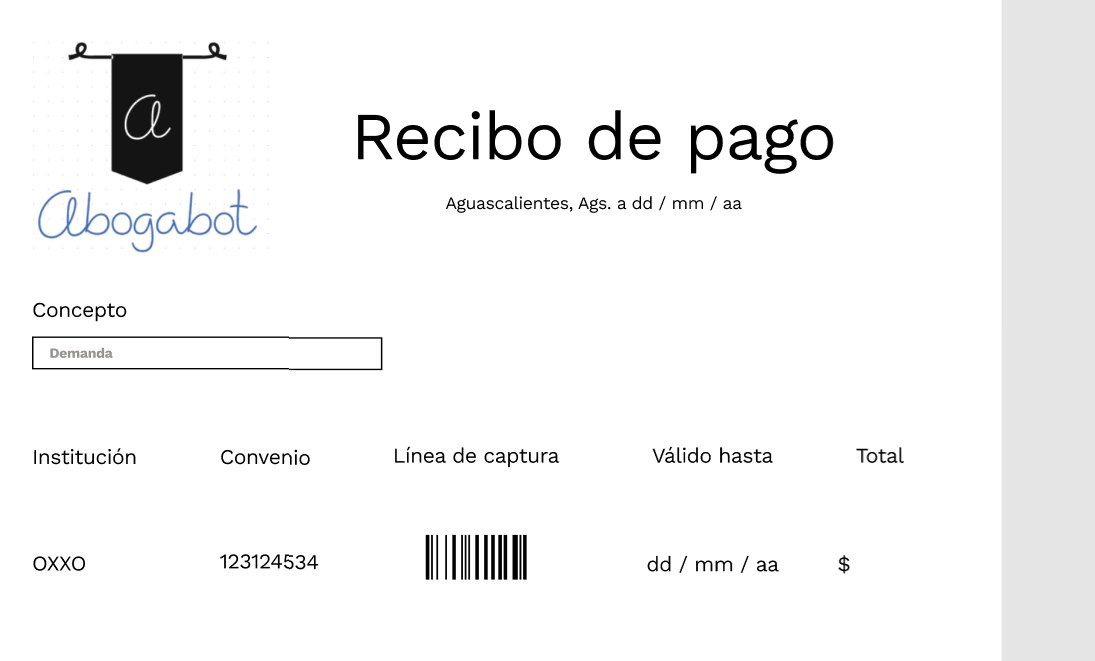 a
abogabot
Recibo de pago
Aguascalientes, Ags. a dd / mm / aa
Concepto
Demanda
Institución Convenio Línea de captura Válido hasta Total
OXXO 123124534 dd / mm / aa $